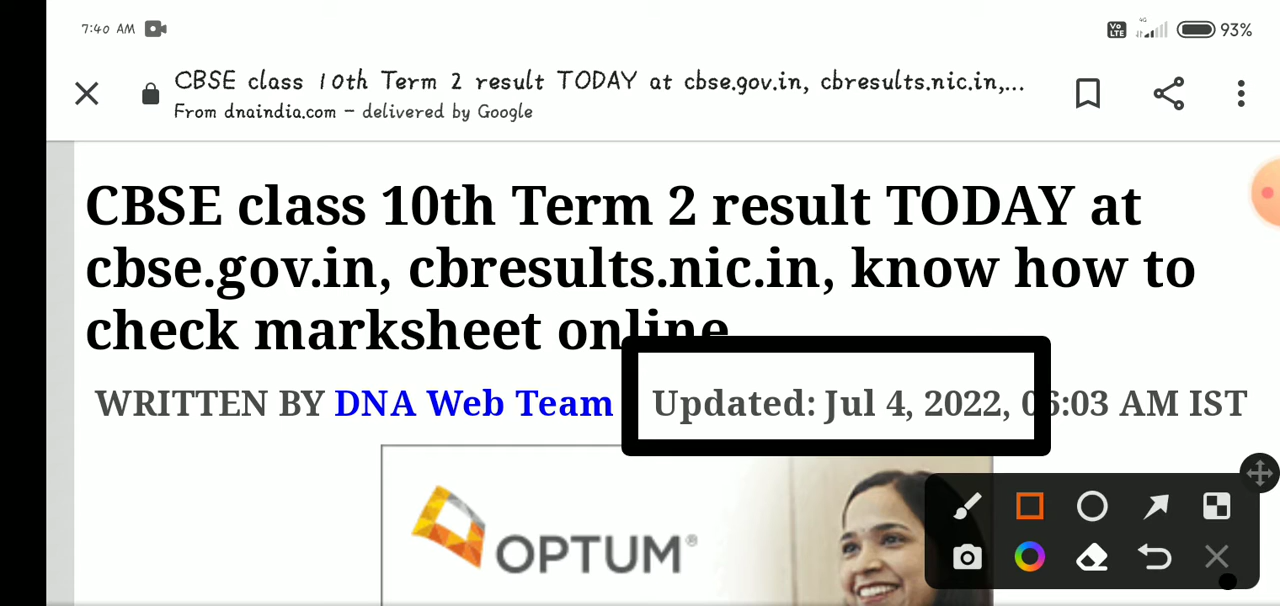 7:40 AM
Vo LTE 4G 93%
CBSE class 10th Term 2 result TODAY at cbse.gov.in, cbresults.nic.in,...
From dnaindia.com – delivered by Google
CBSE class 10th Term 2 result TODAY at
cbse.gov.in, cbresults.nic.in, know how to
check marksheet online
WRITTEN BY DNA Web Team Updated: Jul 4, 2022, 06:03 AM IST
OPTUM®